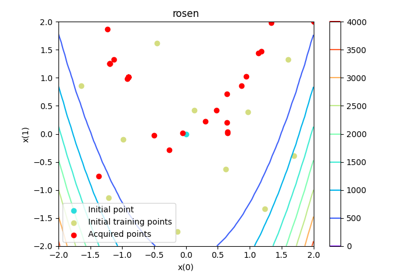 rosen
2.0
1.5
1.0
0.5
0.0
−0.5
−1.0
−1.5
−2.0
x(1)
Initial point
Initial training points
Acquired points
−2.0 −1.5 −1.0 −0.5 0.0 0.5 1.0 1.5 2.0
x(0)
4000
3500
3000
2500
2000
1500
1000
500
0